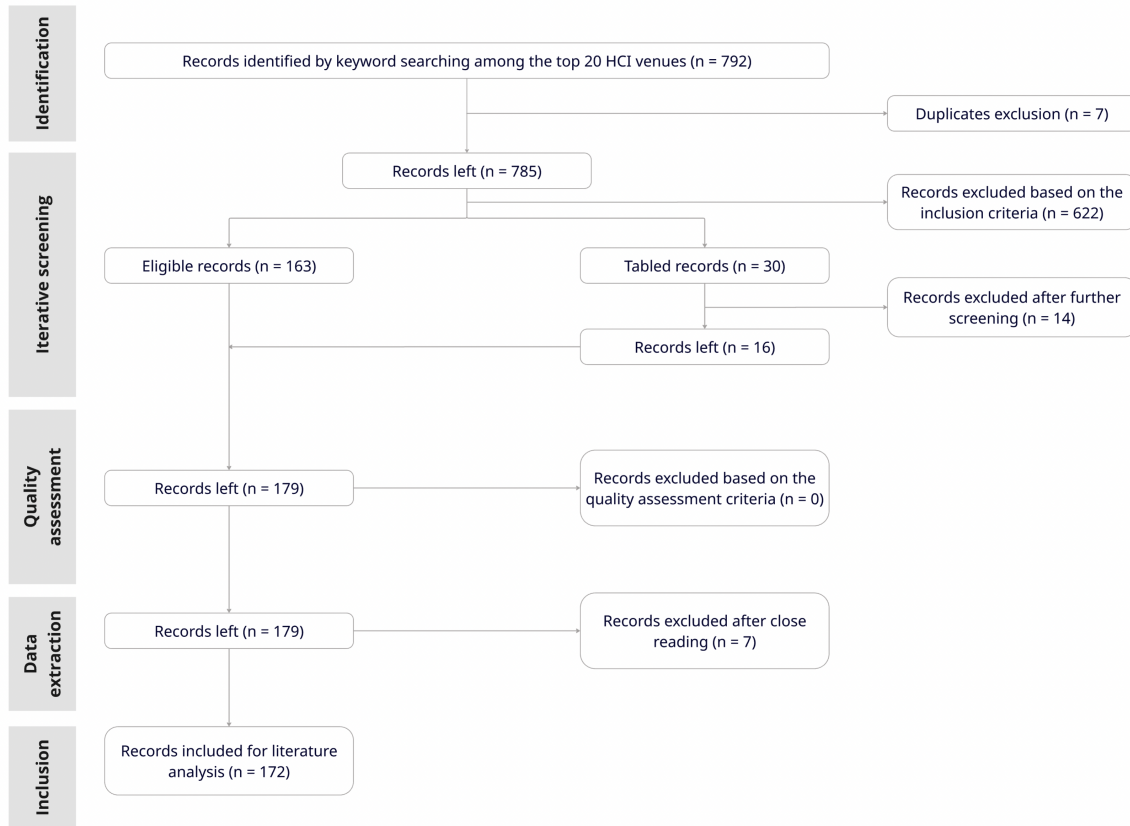 Identification
Records identified by keyword searching among the top 20 HCI venues (n = 792)
Duplicates exclusion (n = 7)
Iterative screening
Records left (n = 785)
Records excluded based on the
inclusion criteria (n = 622)
Eligible records (n = 163)
Tabled records (n = 30)
Records excluded after further
screening (n = 14)
Records left (n = 16)
Quality
assessment
Records left (n = 179)
Records excluded based on the
quality assessment criteria (n = 0)
Data
extraction
Records left (n = 179)
Records excluded after close
reading (n = 7)
Inclusion
Records included for literature
analysis (n = 172)